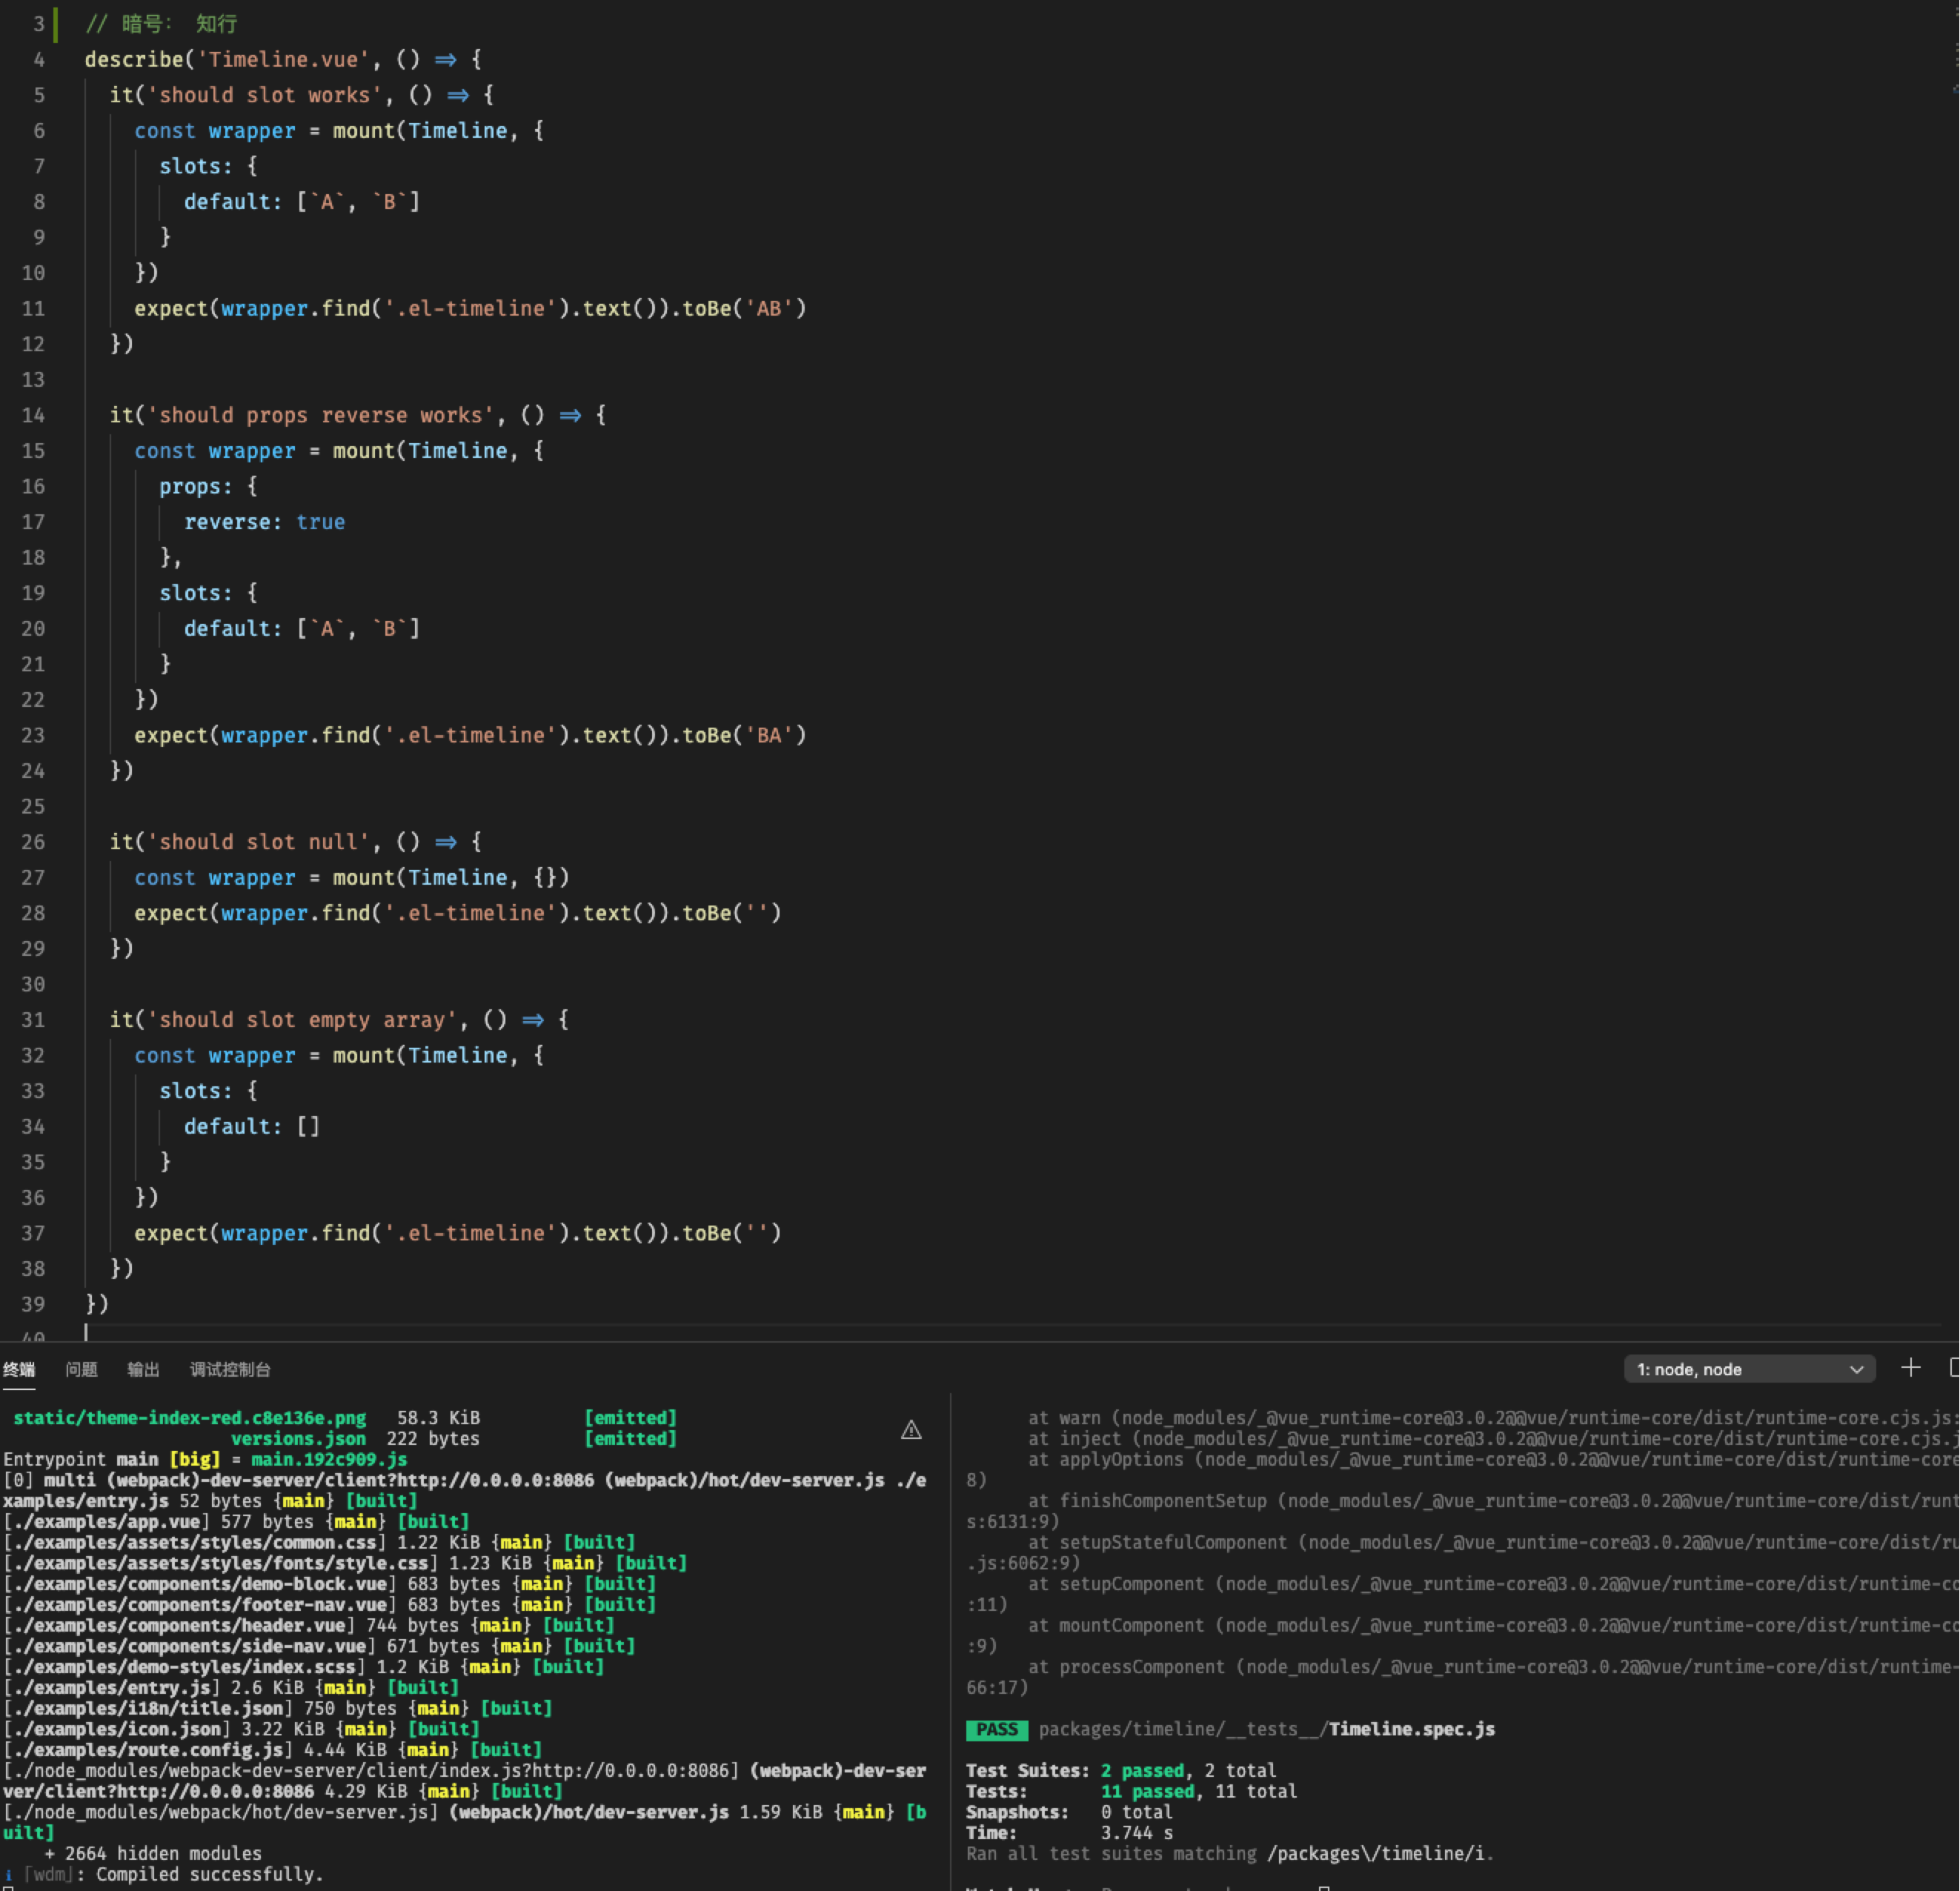 3 // 暗号： 知行
4 describe('Timeline.vue', () => {
5 it('should slot works', () => {
6 const wrapper = mount(Timeline, {
7 slots: {
8 default: [`A`, `B`]
9 }
10 })
11 expect(wrapper.find('.el-timeline').text()).toBe('AB')
12 })
13
14 it('should props reverse works', () => {
15 const wrapper = mount(Timeline, {
16 props: {
17 reverse: true
18 },
19 slots: {
20 default: [`A`, `B`]
21 }
22 })
23 expect(wrapper.find('.el-timeline').text()).toBe('BA')
24 })
25
26 it('should slot null', () => {
27 const wrapper = mount(Timeline, {})
28 expect(wrapper.find('.el-timeline').text()).toBe('')
29 })
30
31 it('should slot empty array', () => {
32 const wrapper = mount(Timeline, {
33 slots: {
34 default: []
35 }
36 })
37 expect(wrapper.find('.el-timeline').text()).toBe('')
38 })
39 })
40
终端 问题 输出 调试控制台 1: node, node
static/theme-index-red.c8e136e.png 58.3 KiB [emitted]
versions.json 222 bytes [emitted]
Entrypoint main [big] = main.192c909.js
[0] multi (webpack)-dev-server/client?http://0.0.0.0:8086 (webpack)/hot/dev-server.js ./e
xamples/entry.js 52 bytes {main} [built]
[./examples/app.vue] 577 bytes {main} [built]
[./examples/assets/styles/common.css] 1.22 KiB {main} [built]
[./examples/assets/styles/fonts/style.css] 1.23 KiB {main} [built]
[./examples/components/demo-block.vue] 683 bytes {main} [built]
[./examples/components/footer-nav.vue] 683 bytes {main} [built]
[./examples/components/header.vue] 744 bytes {main} [built]
[./examples/components/side-nav.vue] 671 bytes {main} [built]
[./examples/demo-styles/index.scss] 1.2 KiB {main} [built]
[./examples/entry.js] 2.6 KiB {main} [built]
[./examples/i18n/title.json] 750 bytes {main} [built]
[./examples/icon.json] 3.22 KiB {main} [built]
[./examples/route.config.js] 4.44 KiB {main} [built]
[./node_modules/webpack-dev-server/client/index.js?http://0.0.0.0:8086] (webpack)-dev-ser
ver/client?http://0.0.0.0:8086 4.29 KiB {main} [built]
[./node_modules/webpack/hot/dev-server.js] (webpack)/hot/dev-server.js 1.59 KiB {main} [b
uilt]
+ 2664 hidden modules
i ｢wdm｣: Compiled successfully.
at warn (node_modules/_@vue_runtime-core@3.0.2@@vue/runtime-core/dist/runtime-core.cjs.js:
at inject (node_modules/_@vue_runtime-core@3.0.2@@vue/runtime-core/dist/runtime-core.cjs.j
at applyOptions (node_modules/_@vue_runtime-core@3.0.2@@vue/runtime-core/dist/runtime-core
8)
at finishComponentSetup (node_modules/_@vue_runtime-core@3.0.2@@vue/runtime-core/dist/runt
s:6131:9)
at setupStatefulComponent (node_modules/_@vue_runtime-core@3.0.2@@vue/runtime-core/dist/ru
.js:6062:9)
at setupComponent (node_modules/_@vue_runtime-core@3.0.2@@vue/runtime-core/dist/runtime-co
:11)
at mountComponent (node_modules/_@vue_runtime-core@3.0.2@@vue/runtime-core/dist/runtime-co
:9)
at processComponent (node_modules/_@vue_runtime-core@3.0.2@@vue/runtime-core/dist/runtime-
66:17)
PASS packages/timeline/__tests__/Timeline.spec.js
Test Suites: 2 passed, 2 total
Tests: 11 passed, 11 total
Snapshots: 0 total
Time: 3.744 s
Ran all test suites matching /packages\/timeline/i.